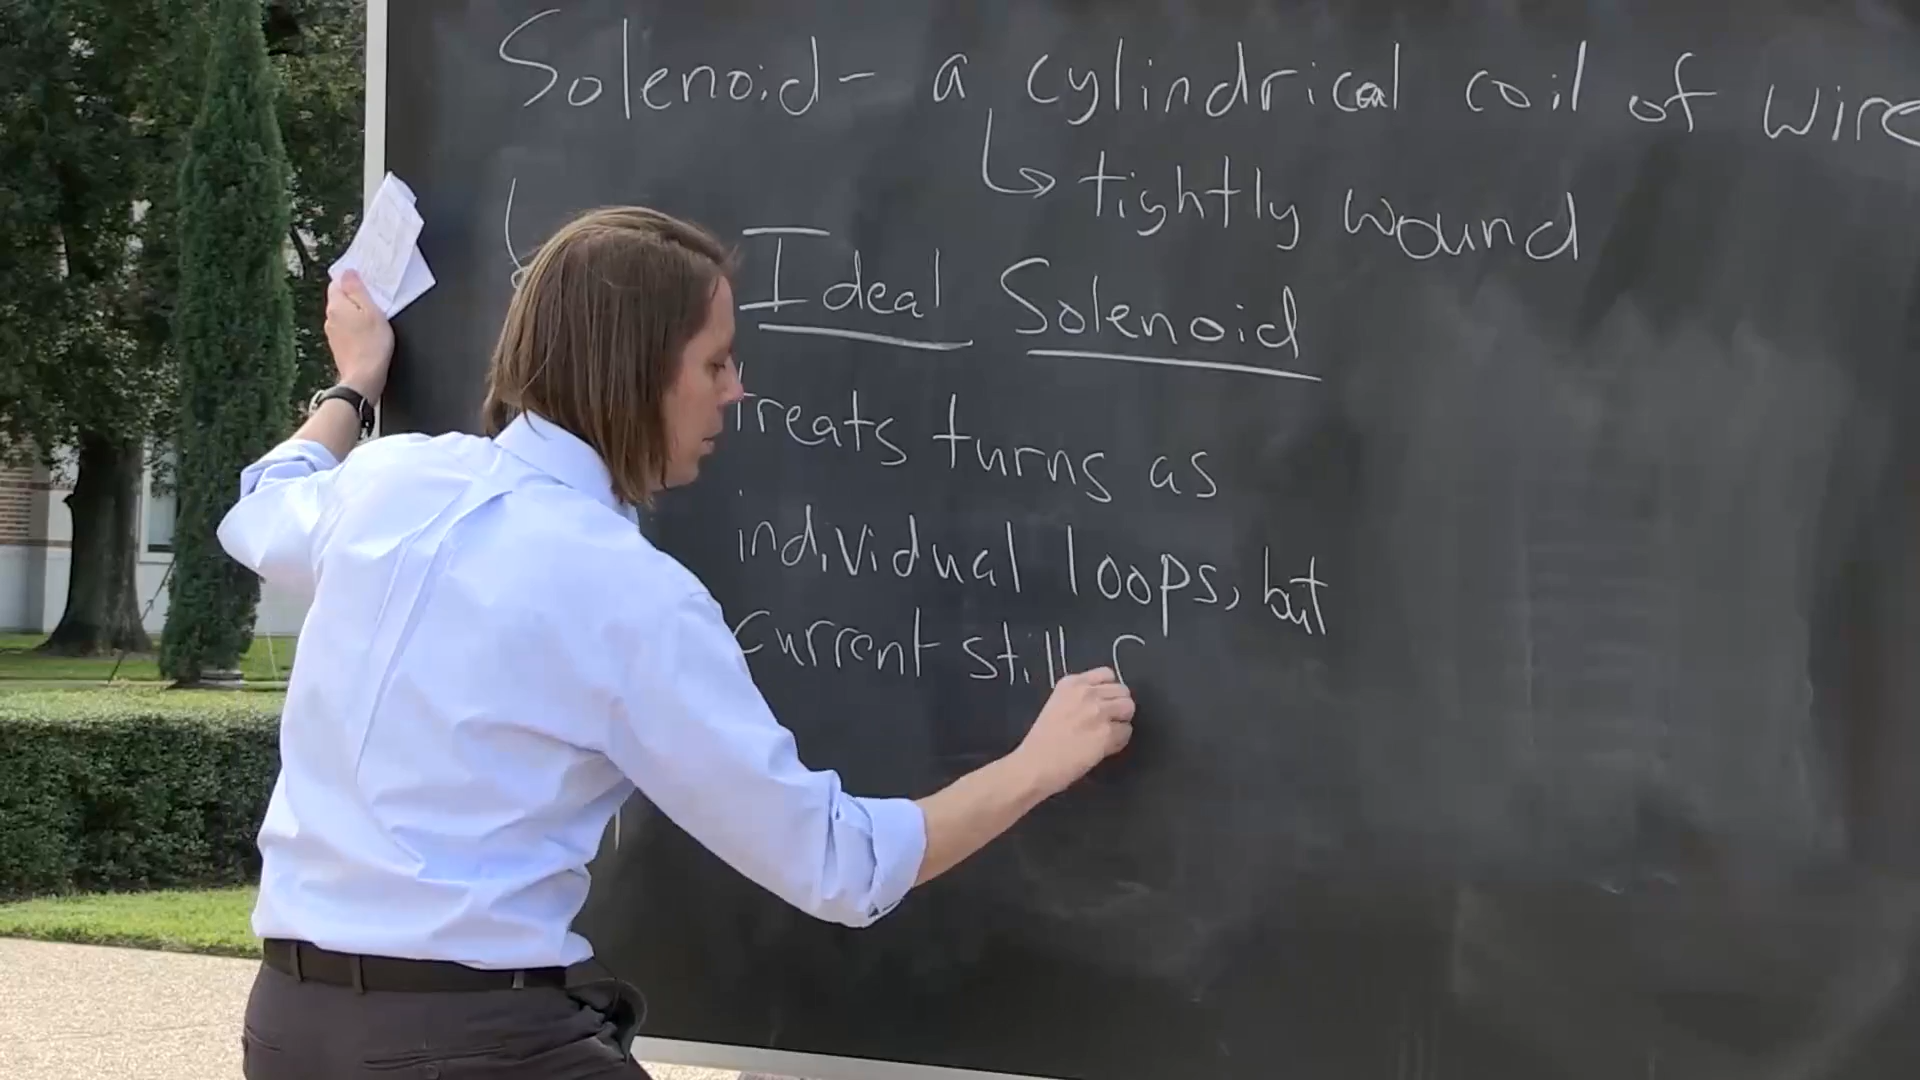 Solenoid - a cylindrical coil of wire
tightly wound
Ideal Solenoid
treats turns as
individual loops, but
current still